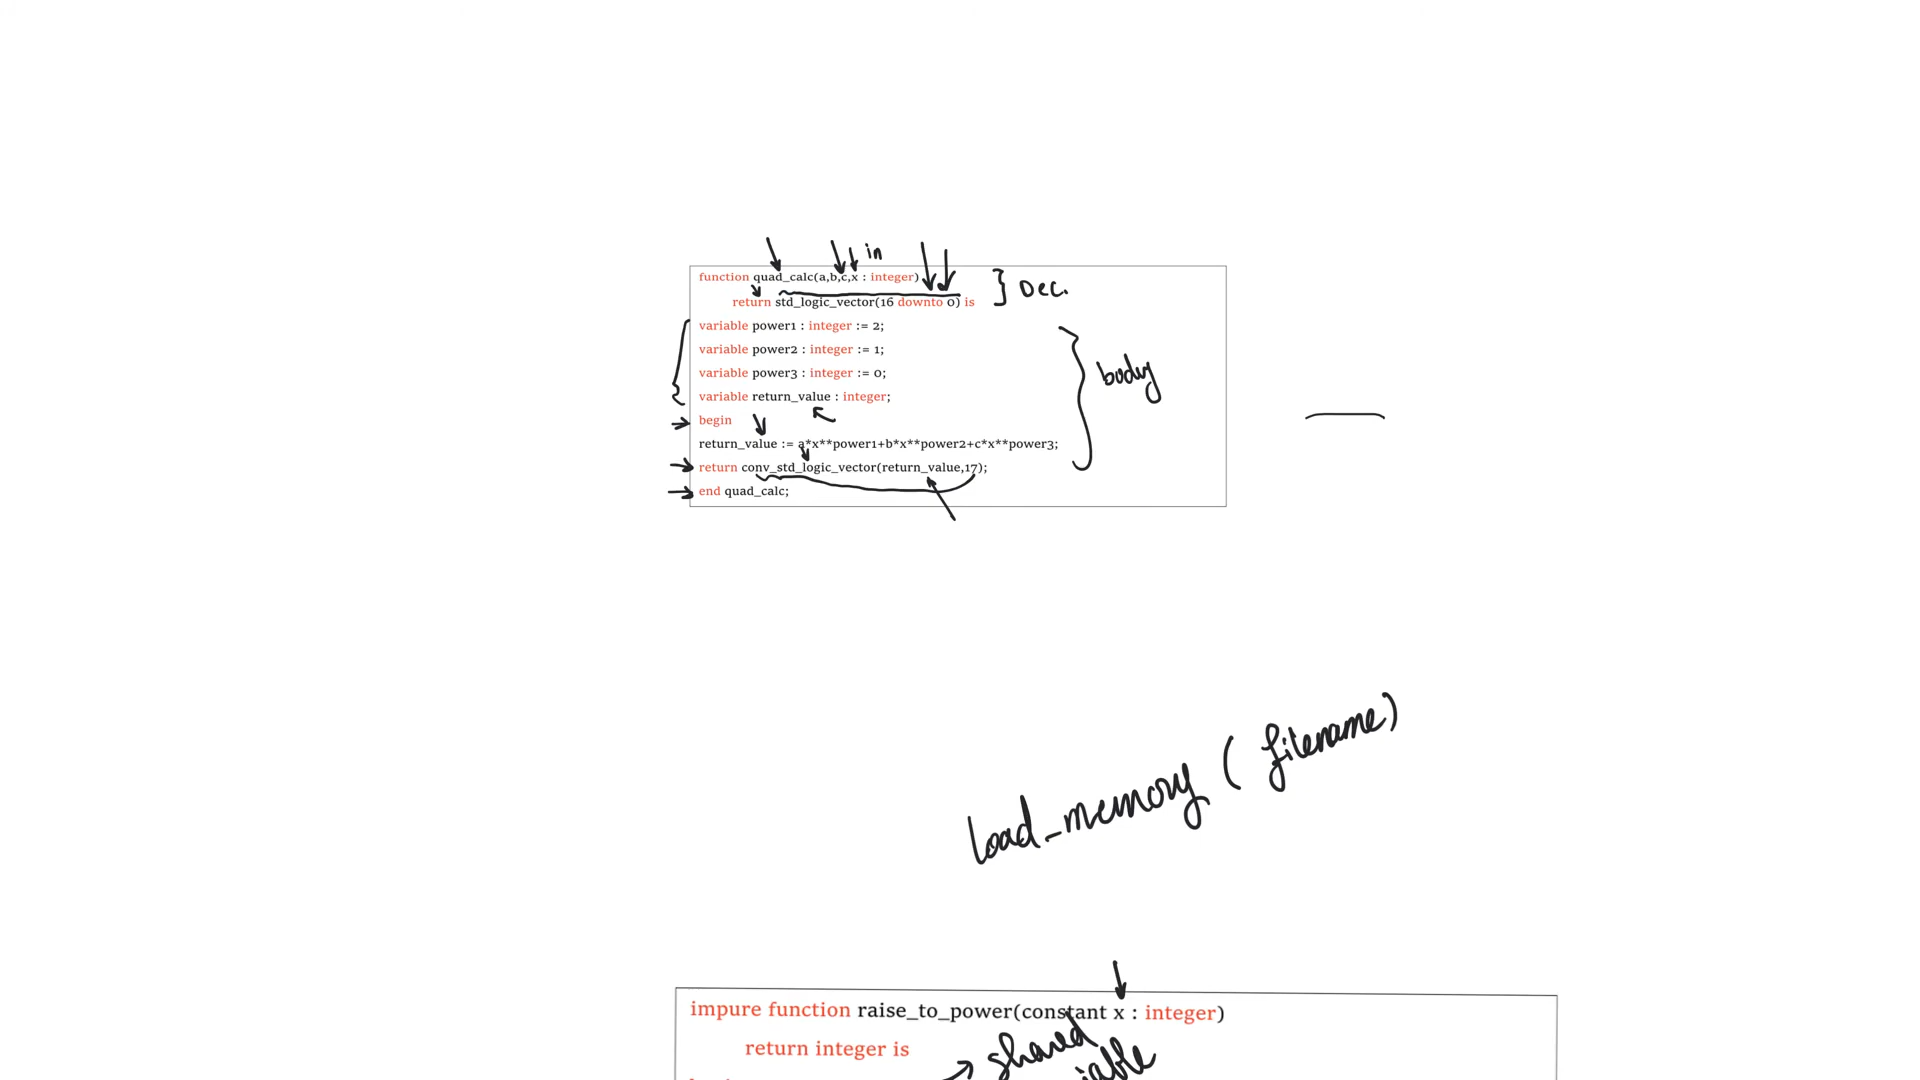 in
function quad_calc(a,b,c,x : integer)
return std_logic_vector(16 downto 0) is
Dec.
variable power1 : integer := 2;
variable power2 : integer := 1;
variable power3 : integer := 0;
body
variable return_value : integer;
begin
return_value := a*x**power1+b*x**power2+c*x**power3;
return conv_std_logic_vector(return_value,17);
end quad_calc;
load_memory ( filename)
impure function raise_to_power(constant x : integer)
return integer is
shared